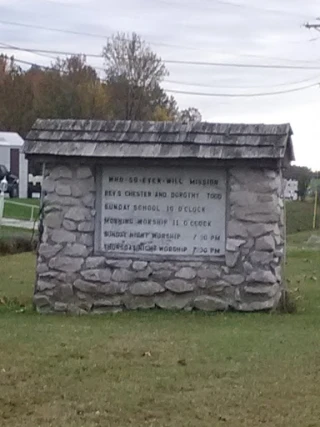 WHO-SO-EVER-WILL MISSION
REV'S CHESTER AND DOROTHY TODD
SUNDAY SCHOOL 10 O'CLOCK
MORNING WORSHIP 11 O'CLOCK
SUNDAY NIGHT WORSHIP 7:00 PM
THURSDAY NIGHT WORSHIP 7:00 PM